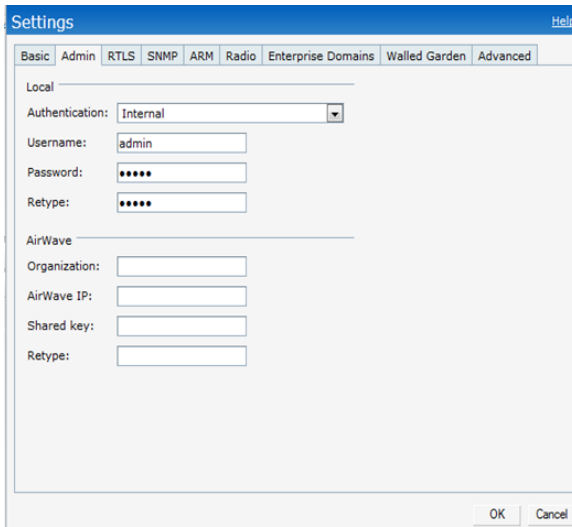 Settings Help
Basic Admin RTLS SNMP ARM Radio Enterprise Domains Walled Garden Advanced
Local
Authentication: Internal
Username: admin
Password: •••••
Retype: •••••
AirWave
Organization:
AirWave IP:
Shared key:
Retype:
OK Cancel